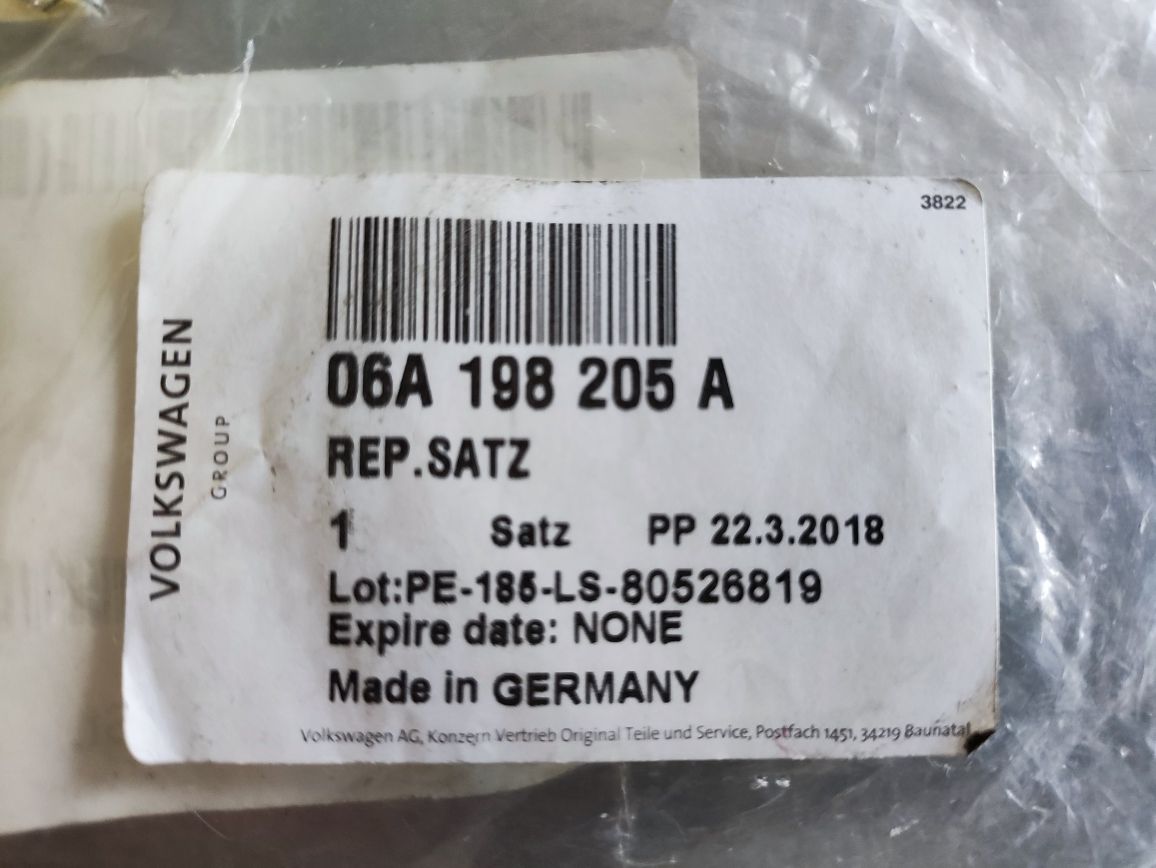 3822
VOLKSWAGEN
GROUP
06A 198 205 A
REP.SATZ
1 Satz PP 22.3.2018
Lot:PE-185-LS-80526819
Expire date: NONE
Made in GERMANY
Volkswagen AG, Konzern Vertrieb Original Teile und Service, Postfach 1451, 34219 Baunatal